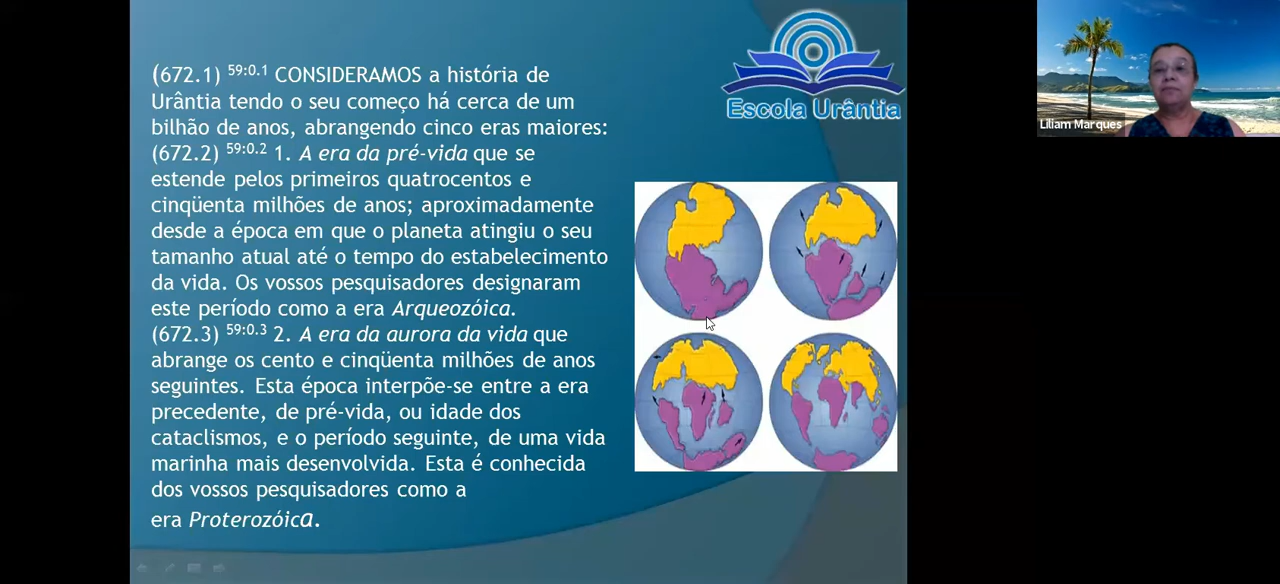 (672.1) 59:0.1 CONSIDERAMOS a história de
Urântia tendo o seu começo há cerca de um
bilhão de anos, abrangendo cinco eras maiores:
(672.2) 59:0.2 1. A era da pré-vida que se
estende pelos primeiros quatrocentos e
cinqüenta milhões de anos; aproximadamente
desde a época em que o planeta atingiu o seu
tamanho atual até o tempo do estabelecimento
da vida. Os vossos pesquisadores designaram
este período como a era Arqueozóica.
(672.3) 59:0.3 2. A era da aurora da vida que
abrange os cento e cinqüenta milhões de anos
seguintes. Esta época interpõe-se entre a era
precedente, de pré-vida, ou idade dos
cataclismos, e o período seguinte, de uma vida
marinha mais desenvolvida. Esta é conhecida
dos vossos pesquisadores como a
era Proterozóica.
Escola Urântia
Liliam Marques